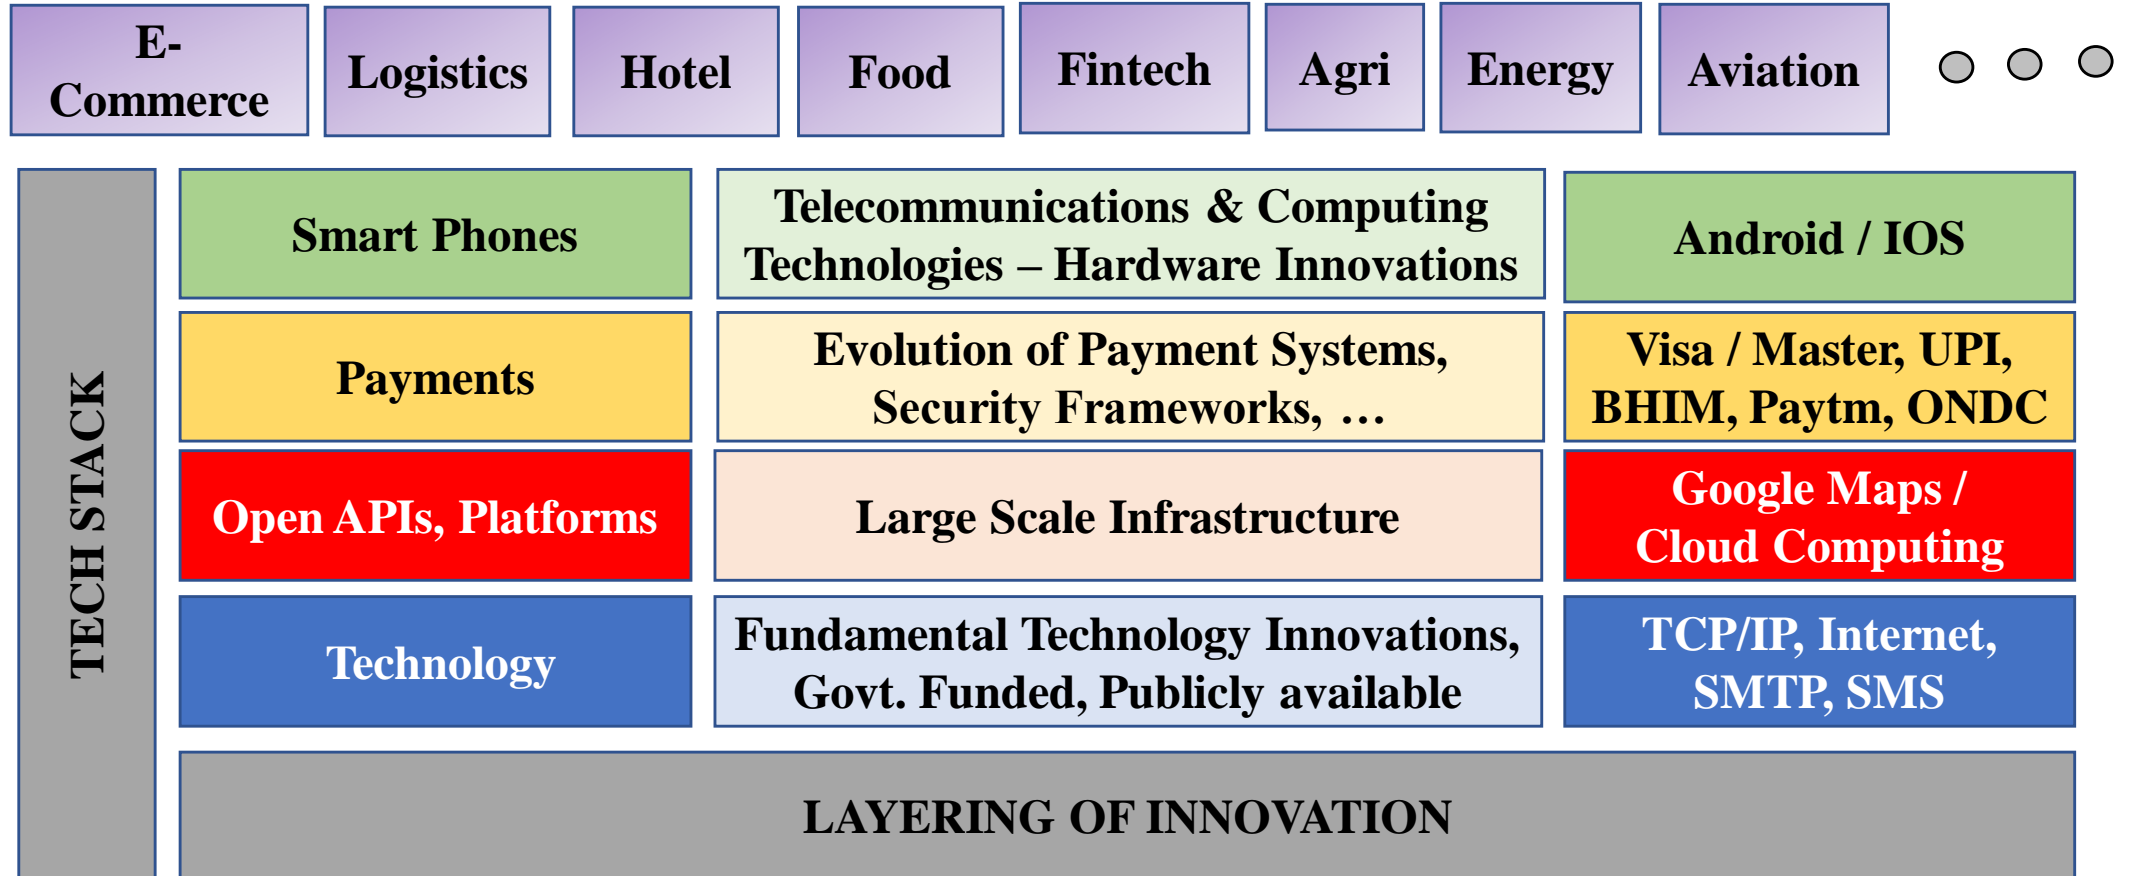 E-
Commerce
Logistics
Hotel
Food
Fintech
Agri
Energy
Aviation
TECH STACK
Smart Phones
Telecommunications & Computing
Technologies – Hardware Innovations
Android / IOS
Payments
Evolution of Payment Systems,
Security Frameworks, …
Visa / Master, UPI,
BHIM, Paytm, ONDC
Open APIs, Platforms
Large Scale Infrastructure
Google Maps /
Cloud Computing
Technology
Fundamental Technology Innovations,
Govt. Funded, Publicly available
TCP/IP, Internet,
SMTP, SMS
LAYERING OF INNOVATION